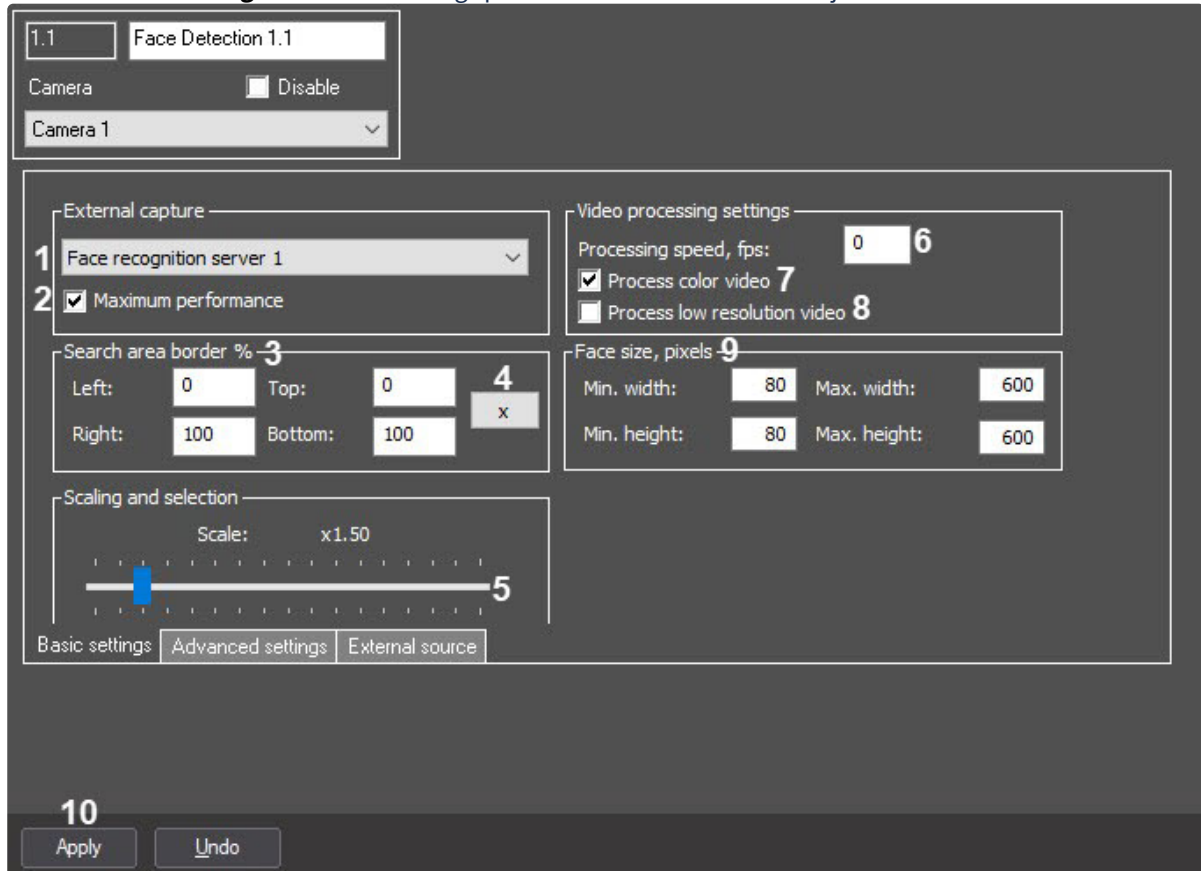 1.1 Face Detection 1.1
Camera Disable
Camera 1
External capture
1 Face recognition server 1
2 Maximum performance
Video processing settings
Processing speed, fps: 0 6
Process color video 7
Process low resolution video 8
Search area border % 3
Left: 0 Top: 0 4
x
Right: 100 Bottom: 100
Face size, pixels 9
Min. width: 80 Max. width: 600
Min. height: 80 Max. height: 600
Scaling and selection
Scale: x1.50
5
Basic settings Advanced settings External source
10
Apply Undo